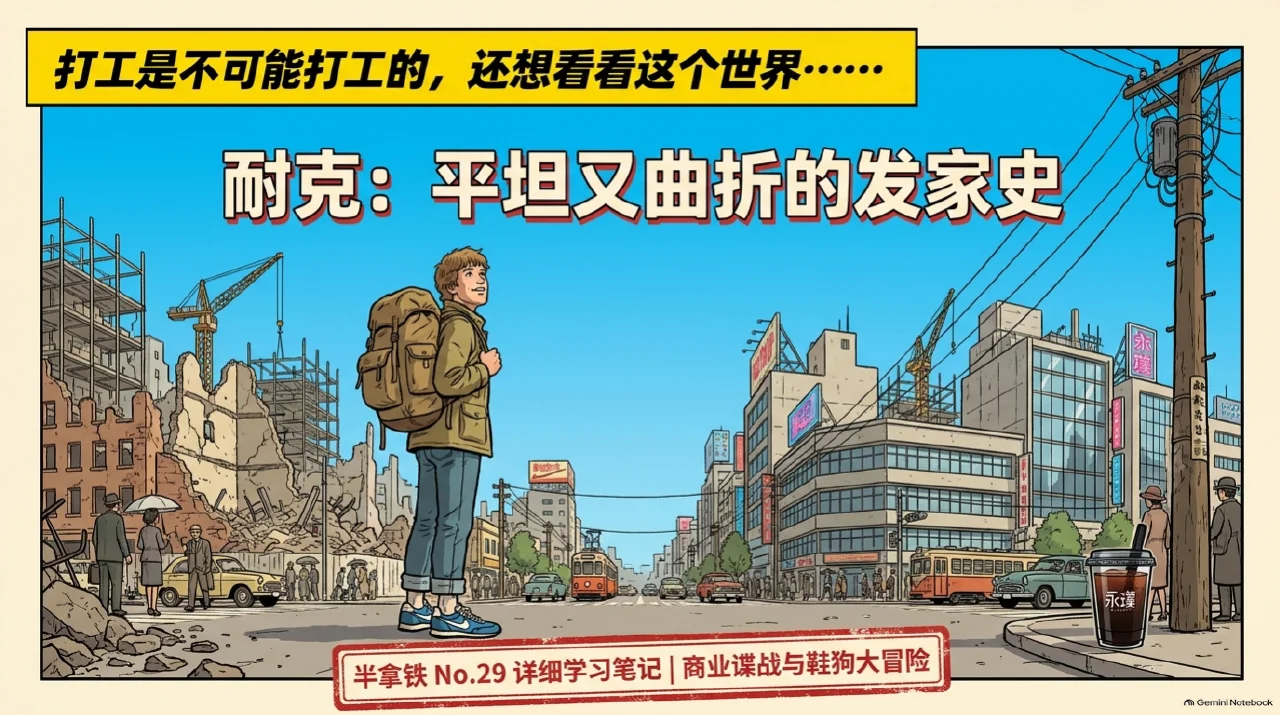 打工是不可能打工的，还想看看这个世界……
耐克：平坦又曲折的发家史
永璞
永璞
半拿铁 No.29 详细学习笔记 | 商业谍战与鞋狗大冒险
Gemini Notebook